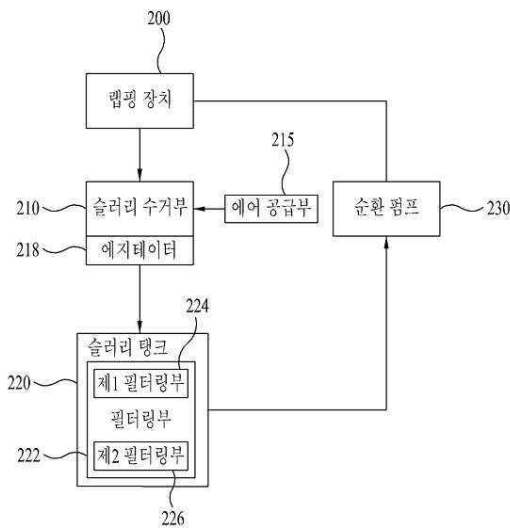 200
랩핑 장치
215
210
슬러리 수거부
에어 공급부
순환 펌프
230
218
에지테이터
224
슬러리 탱크
220
제1 필터링부
필터링부
222
제2 필터링부
226